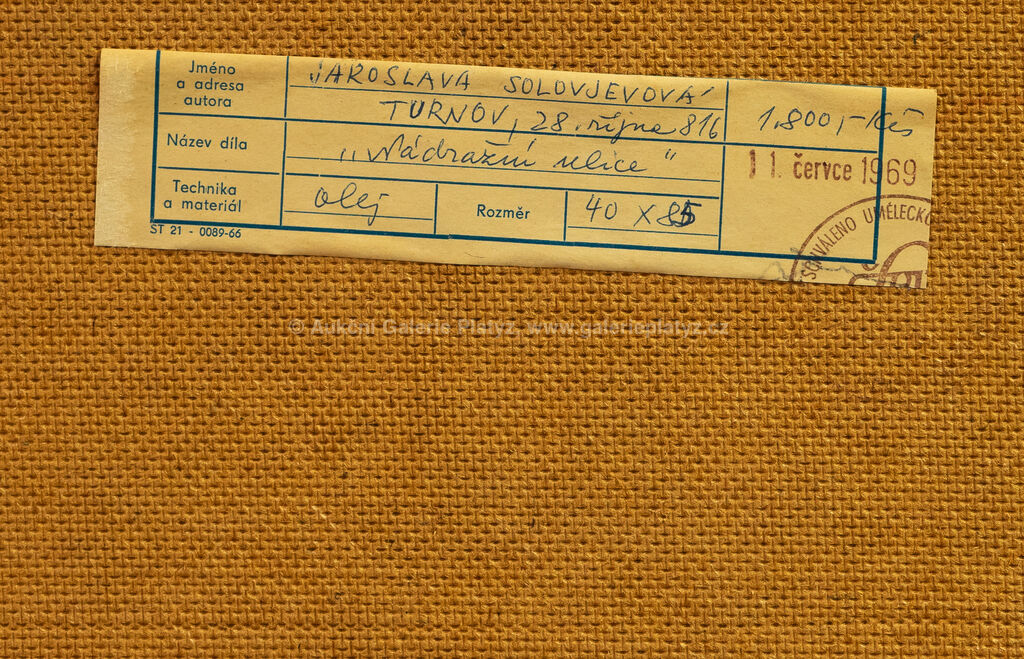 Jméno
a adresa
autora
JAROSLAVA SOLOVJEVOVÁ
TURNOV, 28. října 816
1.800,- Kčs
Název díla
„Nádražní ulice"
11. července 1969
Technika
a materiál
olej
Rozměr
40 x 85
SCHVÁLENO UMĚLECKO
ST 21 - 0089-66
© Aukční Galerie Platýz, www.galerieplatyz.cz